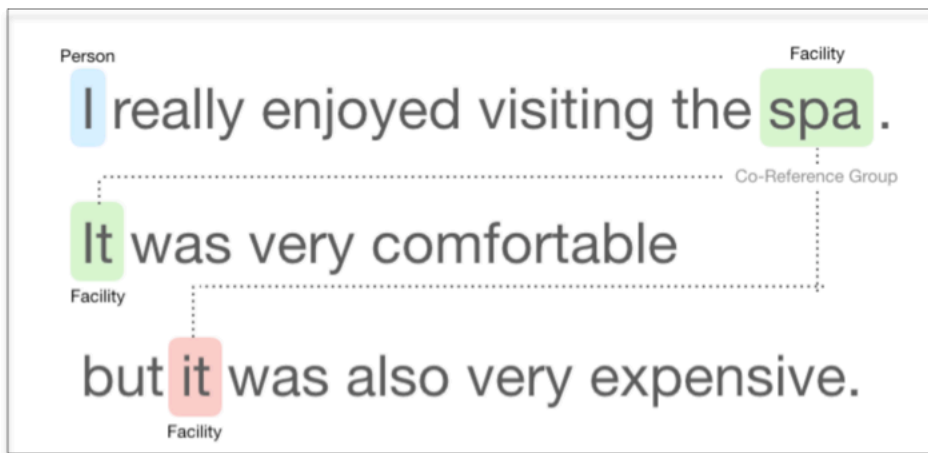 Person
Facility
I really enjoyed visiting the spa .
Co-Reference Group
It was very comfortable
Facility
but it was also very expensive.
Facility